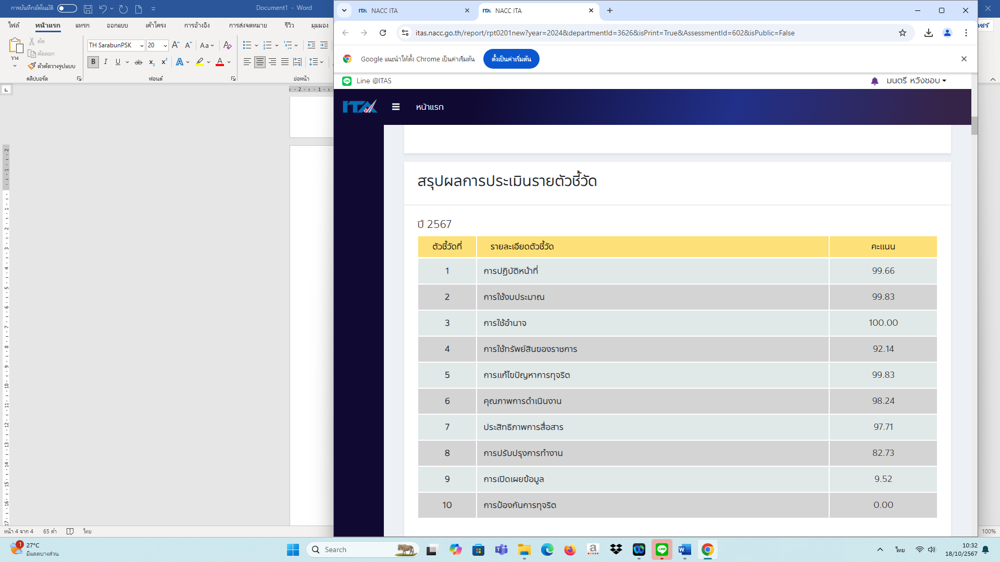 การบันทึกอัตโนมัติ
Document1 - Word
ไฟล์ หน้าแรก แทรก ออกแบบ เค้าโครง การอ้างอิง การส่งจดหมาย รีวิว มุมมอง
วาง
ตัด
คัดลอก
ตัวคัดวางรูปแบบ
คลิปบอร์ด
TH SarabunPSK 20
ฟอนต์
ย่อหน้า
NACC ITA
NACC ITA
itas.nacc.go.th/report/rpt0201new?year=2024&departmentId=3626&isPrint=True&AssessmentId=602&isPublic=False
Google แนะนำให้ตั้ง Chrome เป็นค่าเริ่มต้น
ตั้งเป็นค่าเริ่มต้น
Line @ITAS
มนตรี หวังชอบ
ITA
หน้าแรก
สรุปผลการประเมินรายตัวชี้วัด
ปี 2567
ตัวชี้วัดที่ รายละเอียดตัวชี้วัด คะแนน
1 การปฏิบัติหน้าที่ 99.66
2 การใช้งบประมาณ 99.83
3 การใช้อำนาจ 100.00
4 การใช้ทรัพย์สินของราชการ 92.14
5 การแก้ไขปัญหาการทุจริต 99.83
6 คุณภาพการดำเนินงาน 98.24
7 ประสิทธิภาพการสื่อสาร 97.71
8 การปรับปรุงการทำงาน 82.73
9 การเปิดเผยข้อมูล 9.52
10 การป้องกันการทุจริต 0.00
หน้า 4 จาก 4 65 คำ ไทย
100%
27°C
มีแดดบางส่วน
Search
ไทย
10:32
18/10/2567